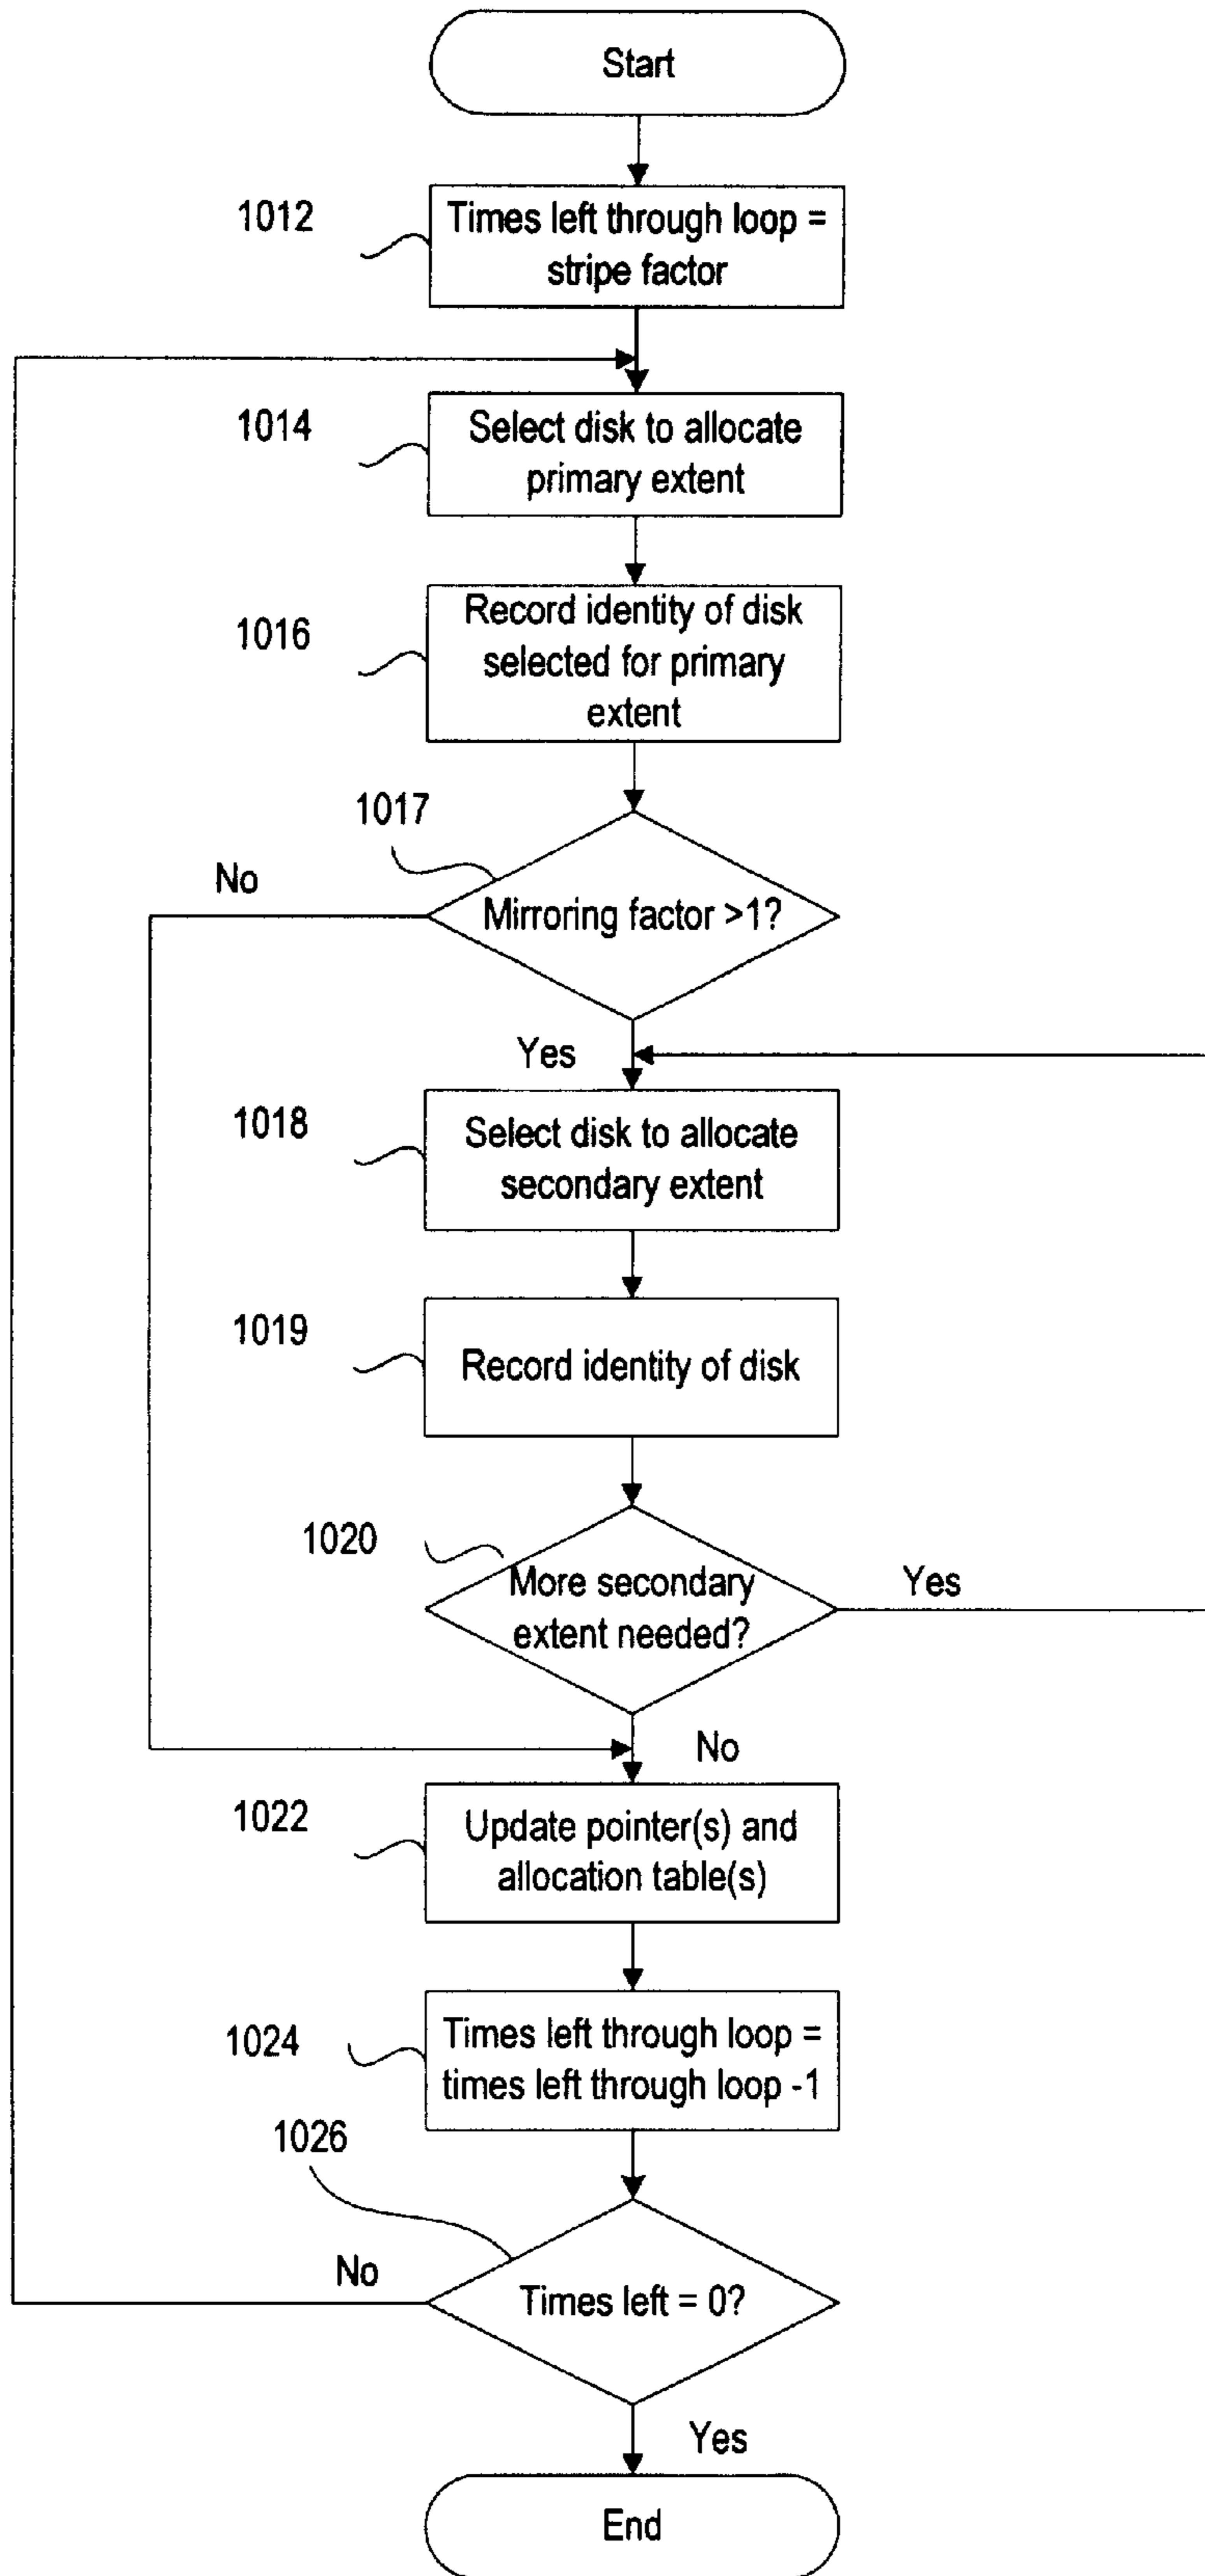 Start
1012
Times left through loop =
stripe factor
1014
Select disk to allocate
primary extent
1016
Record identity of disk
selected for primary
extent
1017
No
Mirroring factor >1?
Yes
1018
Select disk to allocate
secondary extent
1019
Record identity of disk
1020
More secondary
extent needed?
Yes
No
1022
Update pointer(s) and
allocation table(s)
1024
Times left through loop =
times left through loop -1
1026
No
Times left = 0?
Yes
End